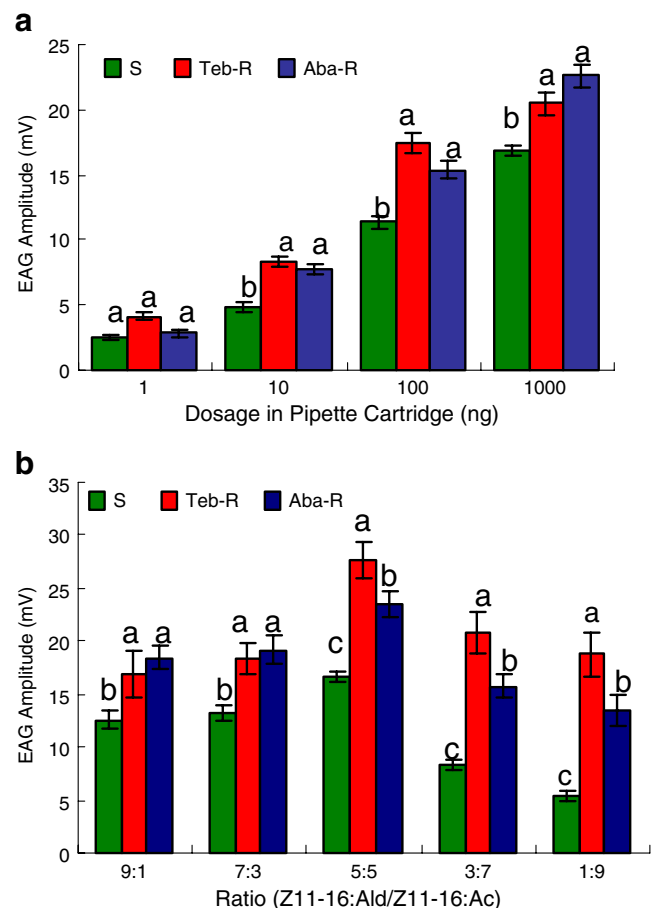 a
25
20
15
10
5
0
EAG Amplitude (mV)
S Teb-R Aba-R
a a a
b a a
b a a
b a a
1 10 100 1000
Dosage in Pipette Cartridge (ng)
b
35
30
25
20
15
10
5
0
EAG Amplitude (mV)
S Teb-R Aba-R
b a a
b a a
c a b
c a b
c a b
9:1 7:3 5:5 3:7 1:9
Ratio (Z11-16:Ald/Z11-16:Ac)